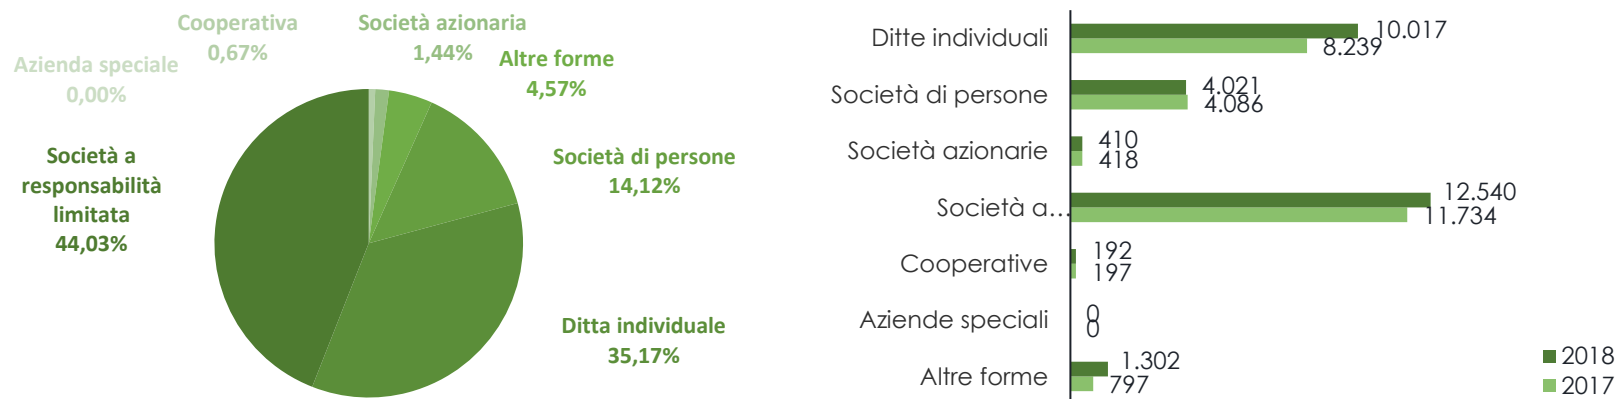 Cooperativa
0,67%
Società azionaria
1,44%
Altre forme
4,57%
Azienda speciale
0,00%
Società a
responsabilità
limitata
44,03%
Società di persone
14,12%
Ditta individuale
35,17%
Ditte individuali
10.017
8.239
Società di persone
4.021
4.086
Società azionarie
410
418
Società a...
12.540
11.734
Cooperative
192
197
Aziende speciali
0
0
Altre forme
1.302
797
2018
2017